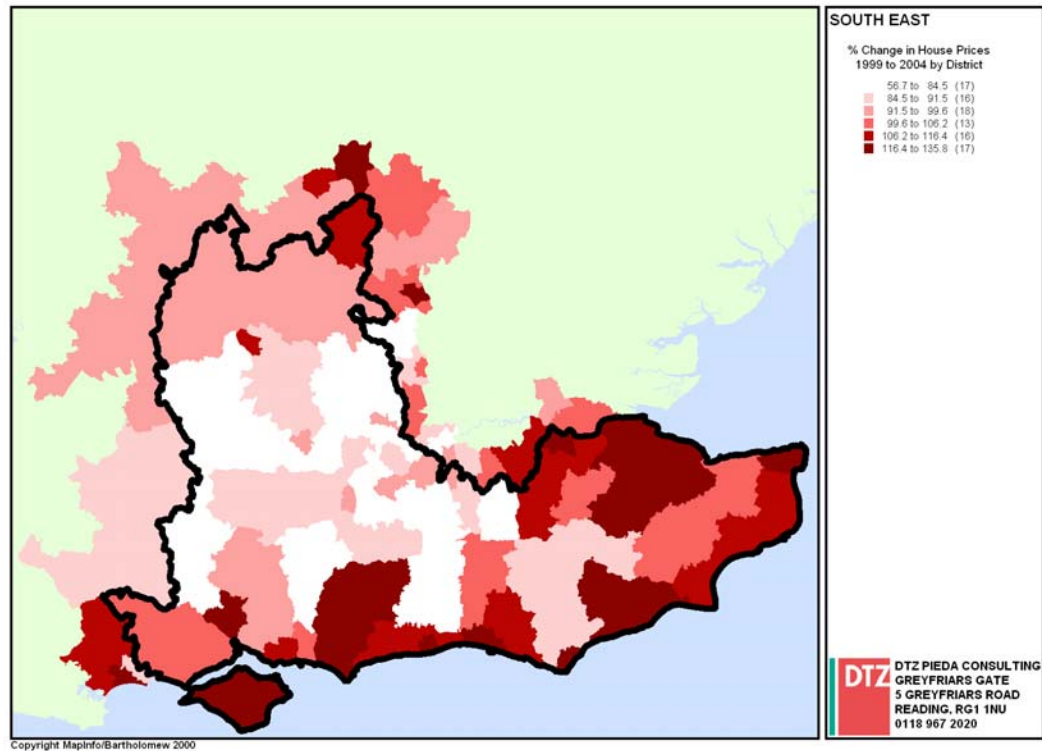 SOUTH EAST
% Change in House Prices
1999 to 2004 by District
56.7 to 84.5 (17)
84.5 to 91.5 (16)
91.5 to 99.6 (18)
99.6 to 106.2 (13)
106.2 to 116.4 (16)
116.4 to 135.8 (17)
DTZ
DTZ PIEDA CONSULTING
GREYFRIARS GATE
5 GREYFRIARS ROAD
READING, RG1 1NU
0118 967 2020
Copyright MapInfo/Bartholomew 2000